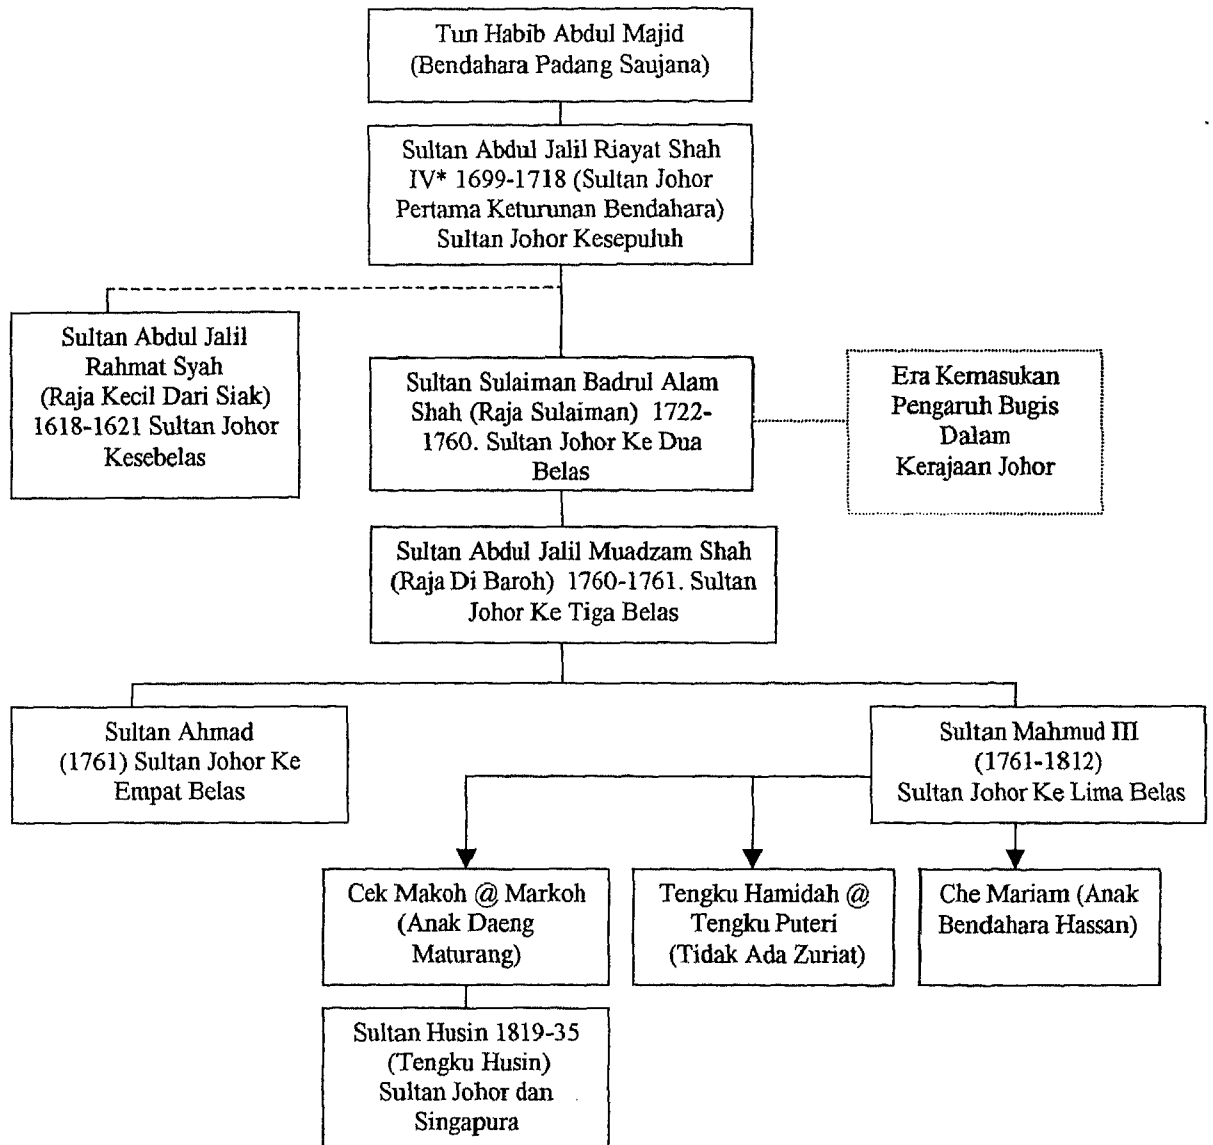 Tun Habib Abdul Majid
(Bendahara Padang Saujana)
Sultan Abdul Jalil Riayat Shah
IV* 1699-1718 (Sultan Johor
Pertama Keturunan Bendahara)
Sultan Johor Kesepuluh
Sultan Abdul Jalil
Rahmat Syah
(Raja Kecil Dari Siak)
1618-1621 Sultan Johor
Kesebelas
Sultan Sulaiman Badrul Alam
Shah (Raja Sulaiman) 1722-
1760. Sultan Johor Ke Dua
Belas
Era Kemasukan
Pengaruh Bugis
Dalam
Kerajaan Johor
Sultan Abdul Jalil Muadzam Shah
(Raja Di Baroh) 1760-1761. Sultan
Johor Ke Tiga Belas
Sultan Ahmad
(1761) Sultan Johor Ke
Empat Belas
Sultan Mahmud III
(1761-1812)
Sultan Johor Ke Lima Belas
Cek Makoh @ Markoh
(Anak Daeng
Maturang)
Tengku Hamidah @
Tengku Puteri
(Tidak Ada Zuriat)
Che Mariam (Anak
Bendahara Hassan)
Sultan Husin 1819-35
(Tengku Husin)
Sultan Johor dan
Singapura